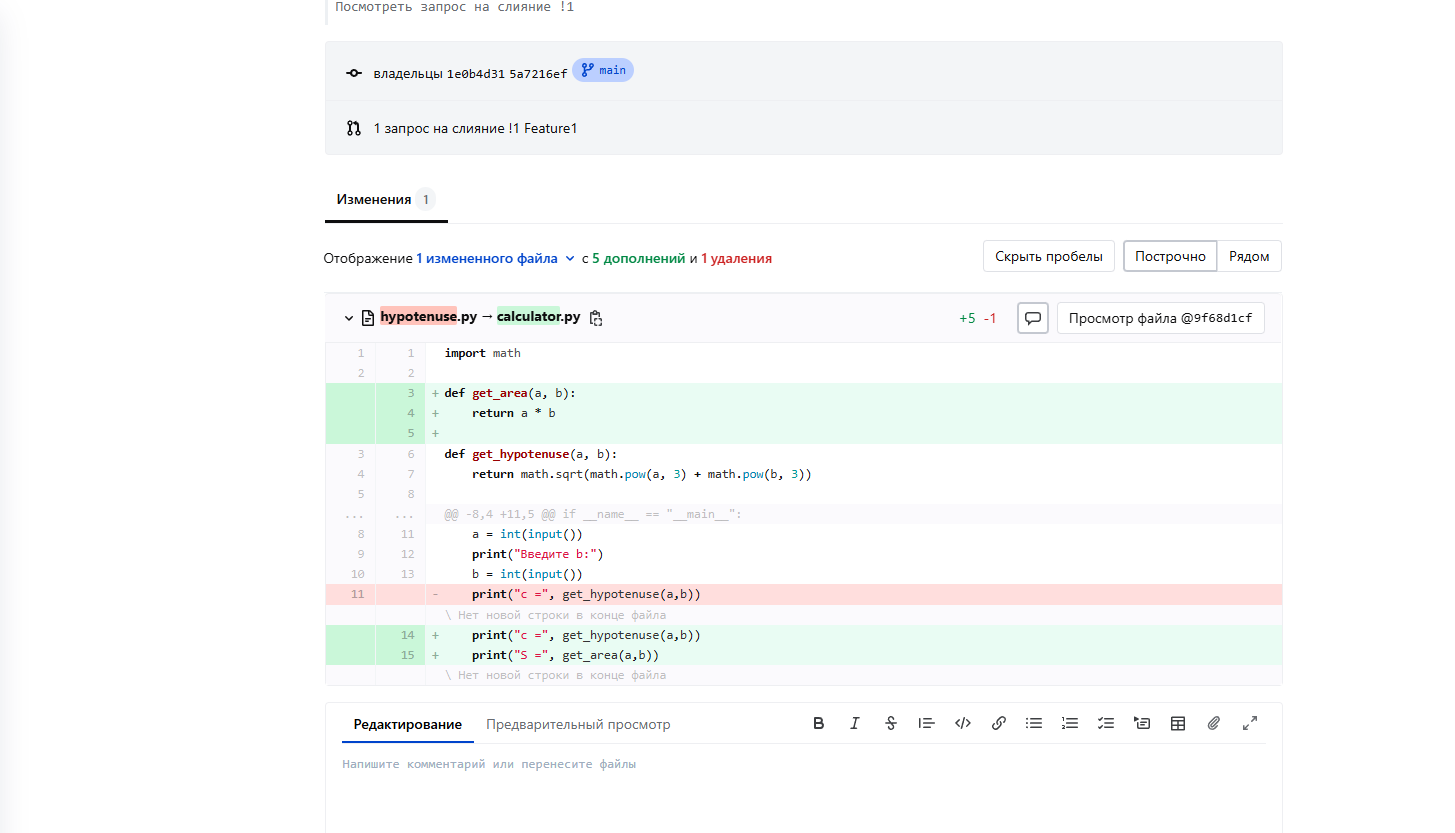 Посмотреть запрос на слияние !1
владельцы 1e0b4d31 5a7216ef main
1 запрос на слияние !1 Feature1
Изменения 1
Отображение 1 измененного файла с 5 дополнений и 1 удаления Скрыть пробелы Построчно Рядом
hypotenuse.py → calculator.py +5 -1 Просмотр файла @9f68d1cf
1 1 import math
2 2
3 + def get_area(a, b):
4 + return a * b
5 +
3 6 def get_hypotenuse(a, b):
4 7 return math.sqrt(math.pow(a, 3) + math.pow(b, 3))
5 8
... ... @@ -8,4 +11,5 @@ if __name__ == "__main__":
8 11 a = int(input())
9 12 print("Введите b:")
10 13 b = int(input())
11 - print("c =", get_hypotenuse(a,b))
\ Нет новой строки в конце файла
14 + print("c =", get_hypotenuse(a,b))
15 + print("S =", get_area(a,b))
\ Нет новой строки в конце файла
Редактирование Предварительный просмотр
Напишите комментарий или перенесите файлы